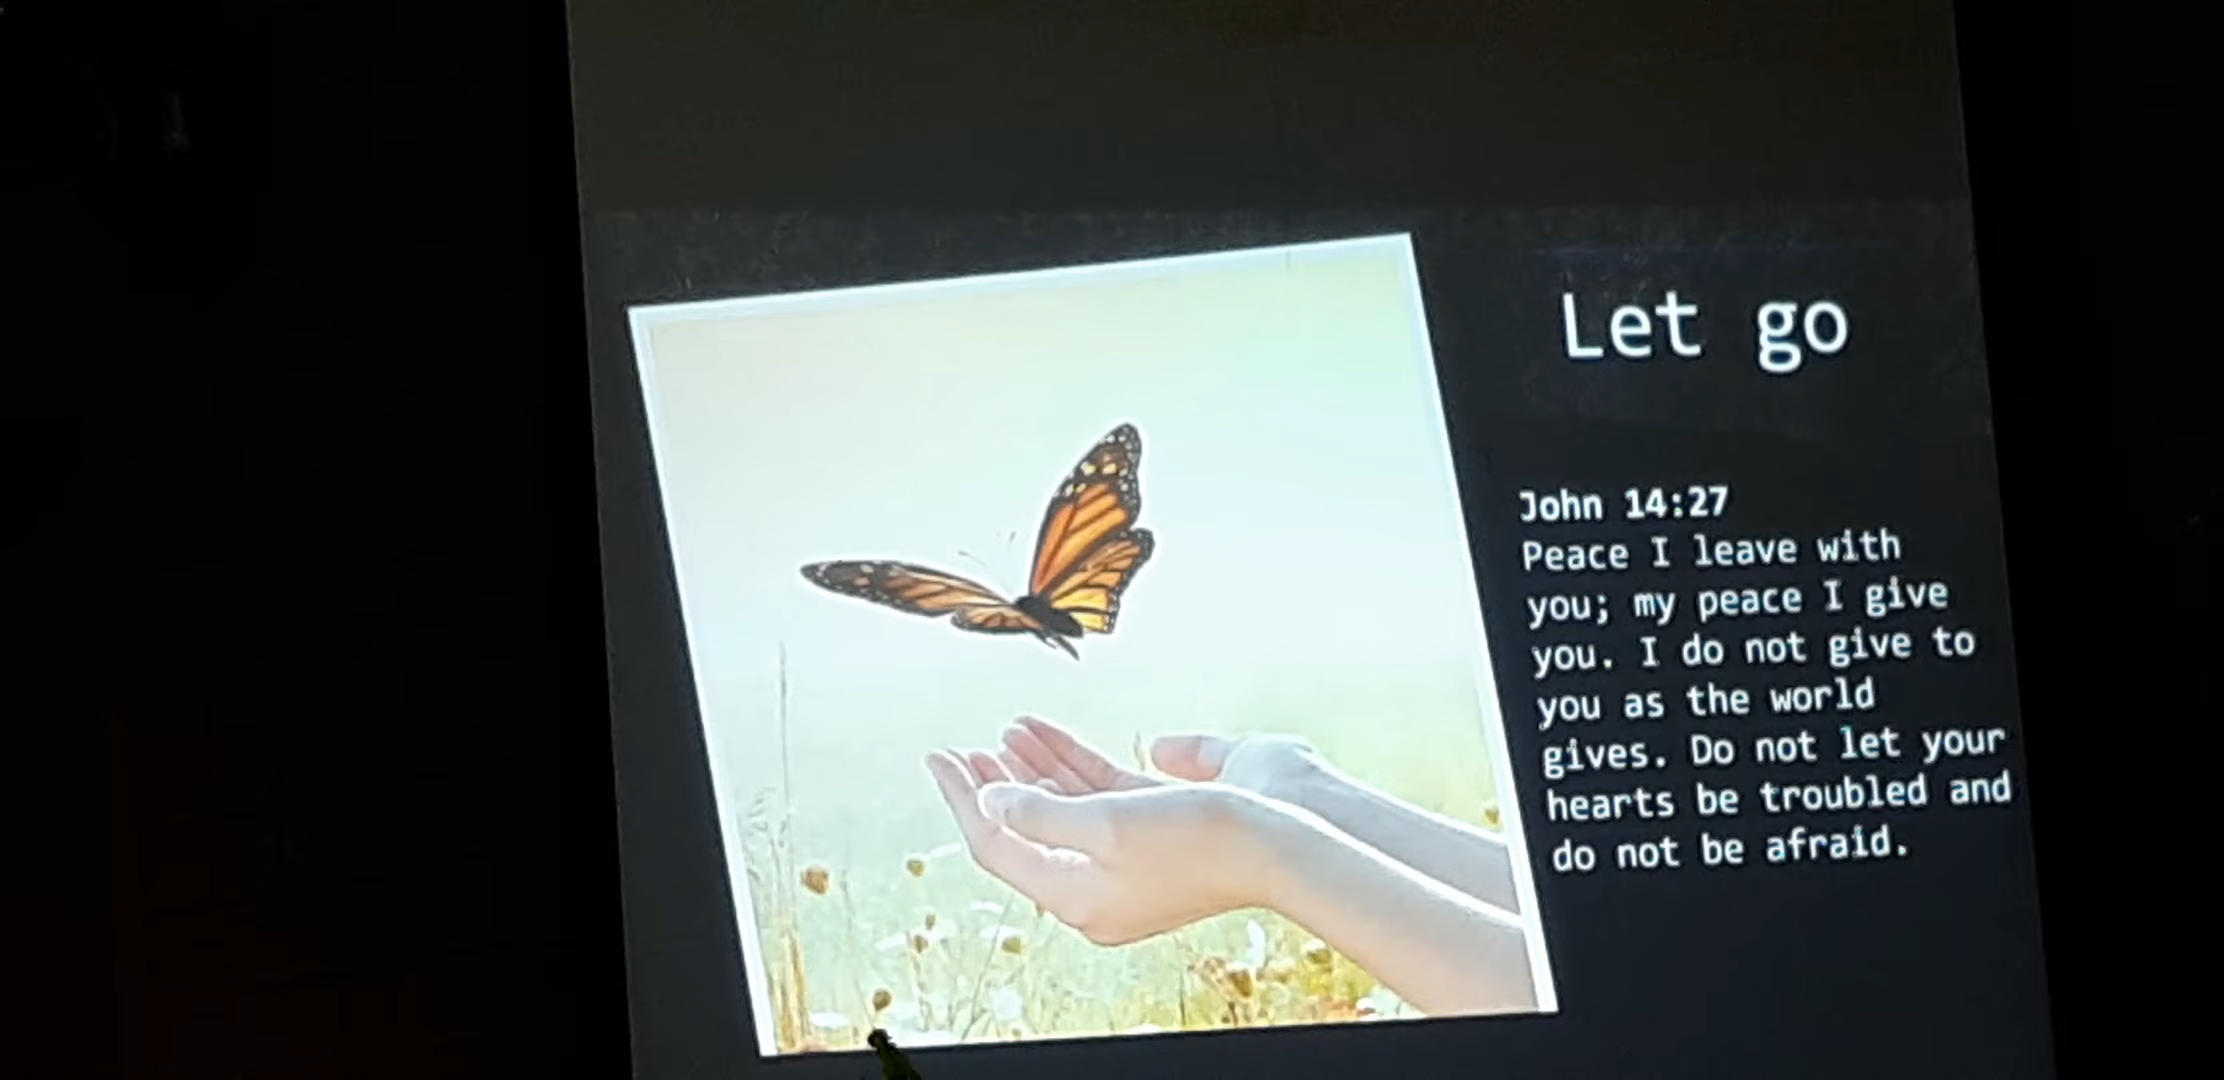 Let go
John 14:27
Peace I leave with
you; my peace I give
you. I do not give to
you as the world
gives. Do not let your
hearts be troubled and
do not be afraid.